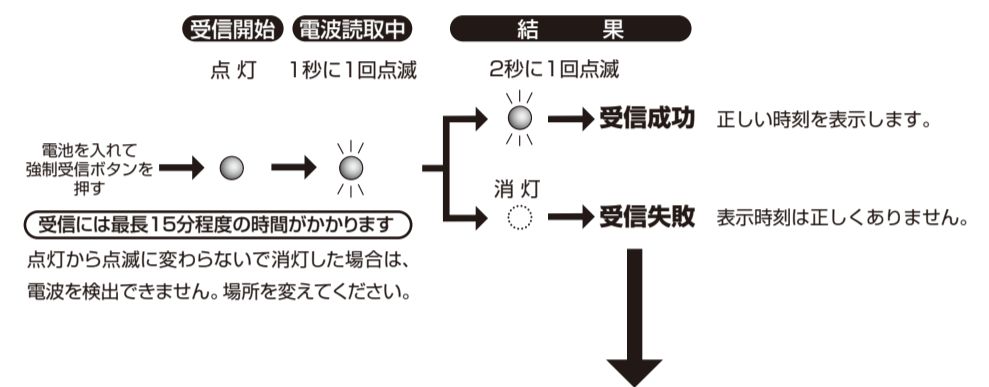 受信開始 電波読取中 結果
点灯 1秒に1回点滅 2秒に1回点滅
受信成功 正しい時刻を表示します。
電池を入れて
強制受信ボタンを
押す
消灯
受信失敗 表示時刻は正しくありません。
受信には最長15分程度の時間がかかります
点灯から点滅に変わらないで消灯した場合は、
電波を検出できません。場所を変えてください。